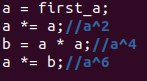 a = first_a;
a *= a;//a^2
b = a * a;//a^4
a *= b;//a^6